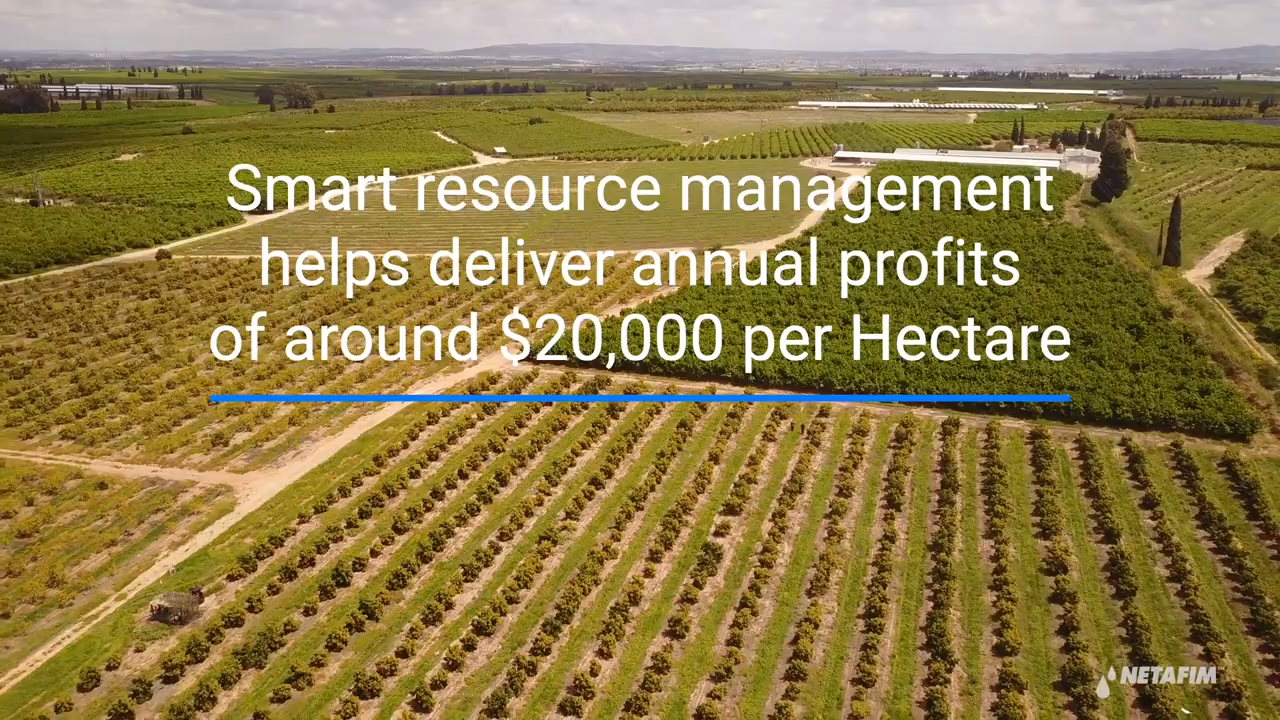 Smart resource management
helps deliver annual profits
of around $20,000 per Hectare
NETAFIM